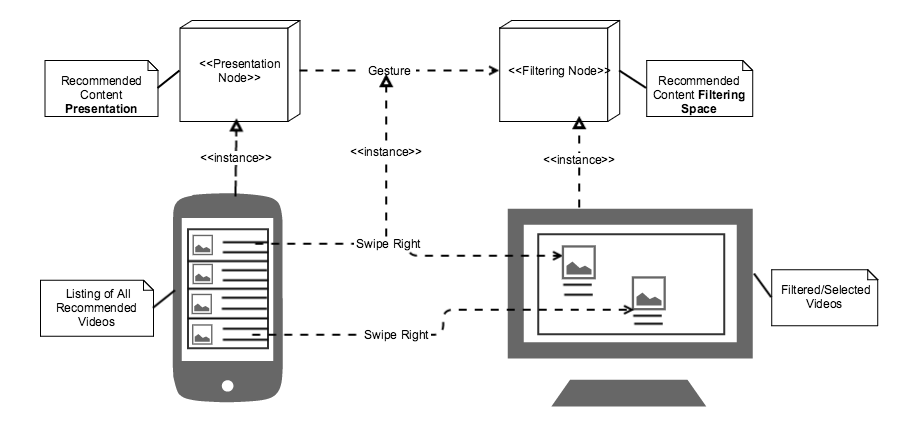 <<Presentation
Node>>
Gesture
<<Filtering Node>>
Recommended
Content
Presentation
Recommended
Content Filtering
Space
<<instance>>
<<instance>>
<<instance>>
Swipe Right
Listing of All
Recommended
Videos
Filtered/Selected
Videos
Swipe Right